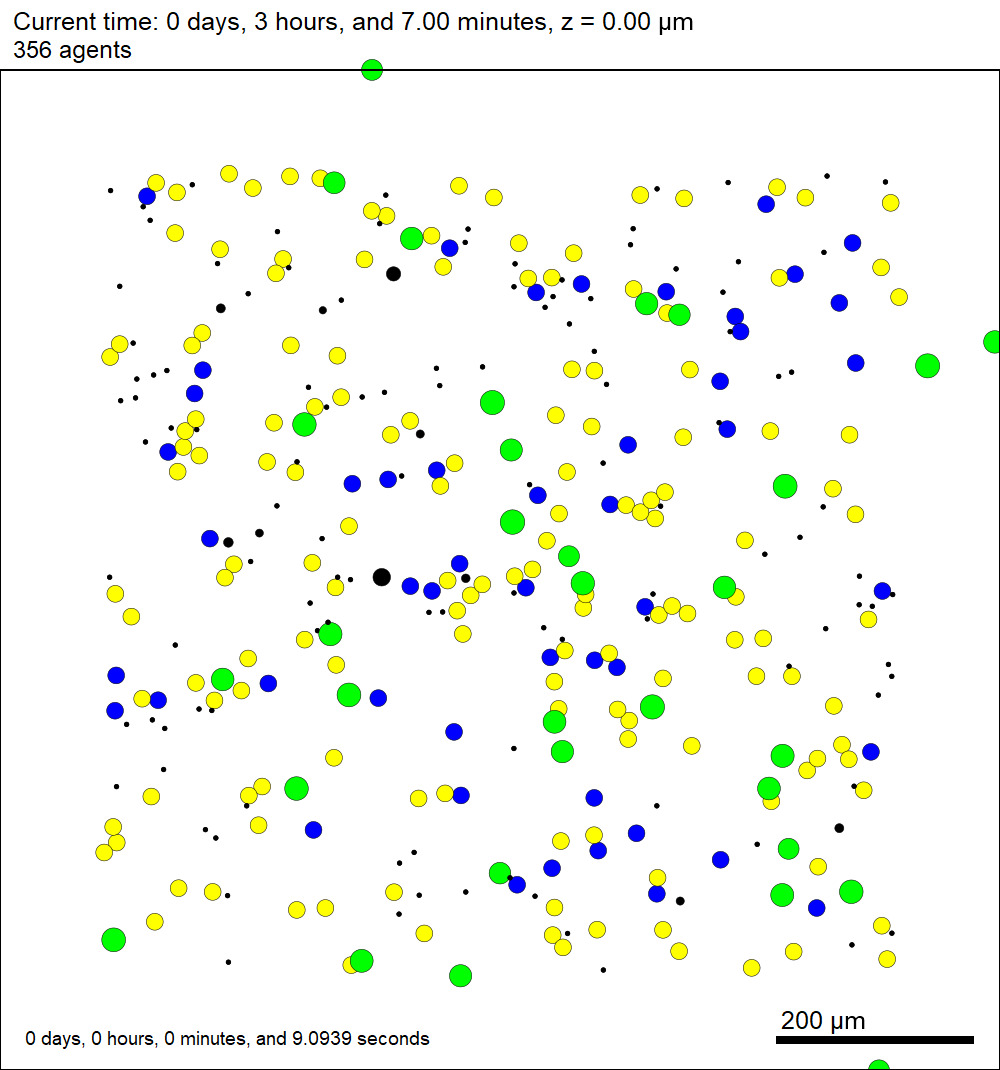 Current time: 0 days, 3 hours, and 7.00 minutes, z = 0.00 µm
356 agents
200 µm
0 days, 0 hours, 0 minutes, and 9.0939 seconds